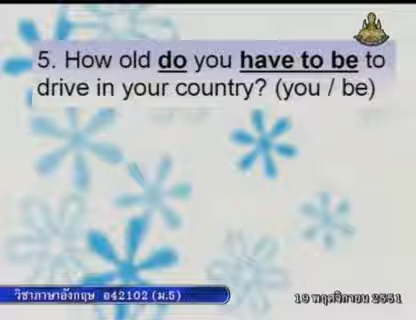 5. How old do you have to be to
drive in your country? (you / be)
วิชาภาษาอังกฤษ อ42102 (ม.5)
19 พฤศจิกายน 2551